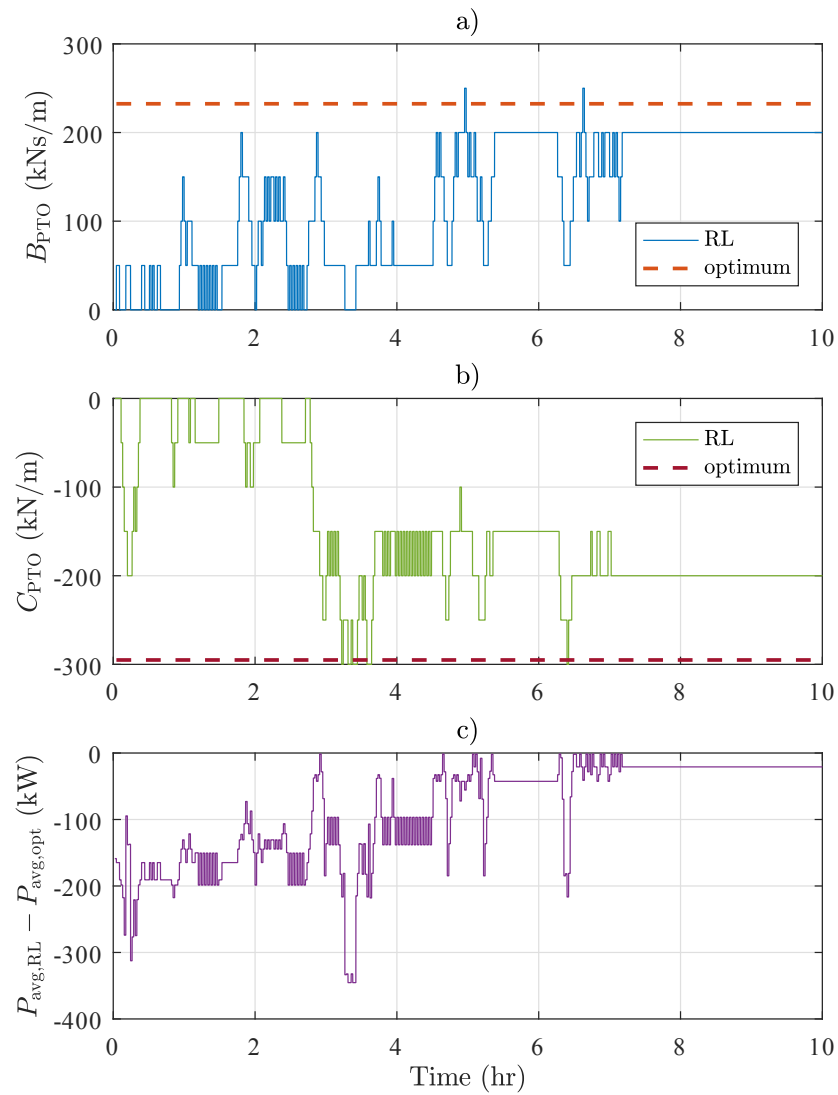 a)
300
200
100
0
B_PTO (kNs/m)
RL
optimum
0 2 4 6 8 10
b)
0
-100
-200
-300
C_PTO (kN/m)
RL
optimum
0 2 4 6 8 10
c)
0
-100
-200
-300
-400
P_avg,RL − P_avg,opt (kW)
0 2 4 6 8 10
Time (hr)